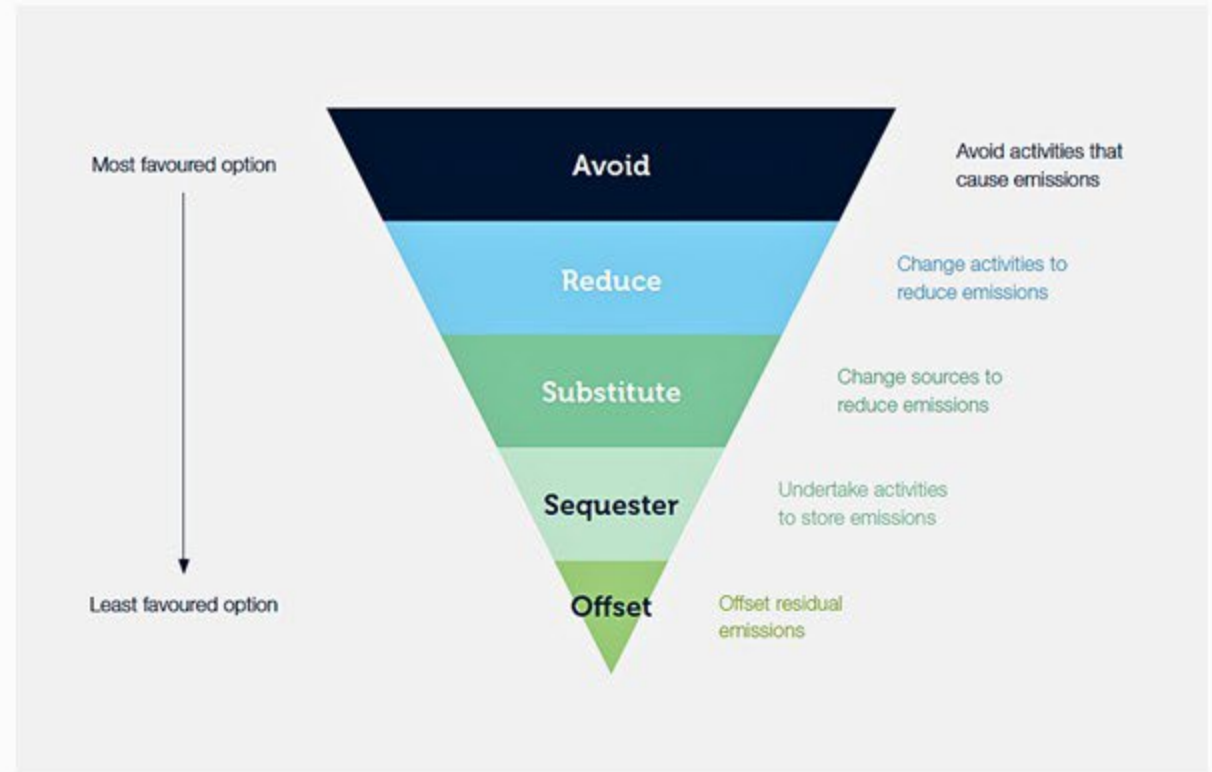 Most favoured option
Avoid
Avoid activities that
cause emissions
Reduce
Change activities to
reduce emissions
Substitute
Change sources to
reduce emissions
Sequester
Undertake activities
to store emissions
Least favoured option
Offset
Offset residual
emissions